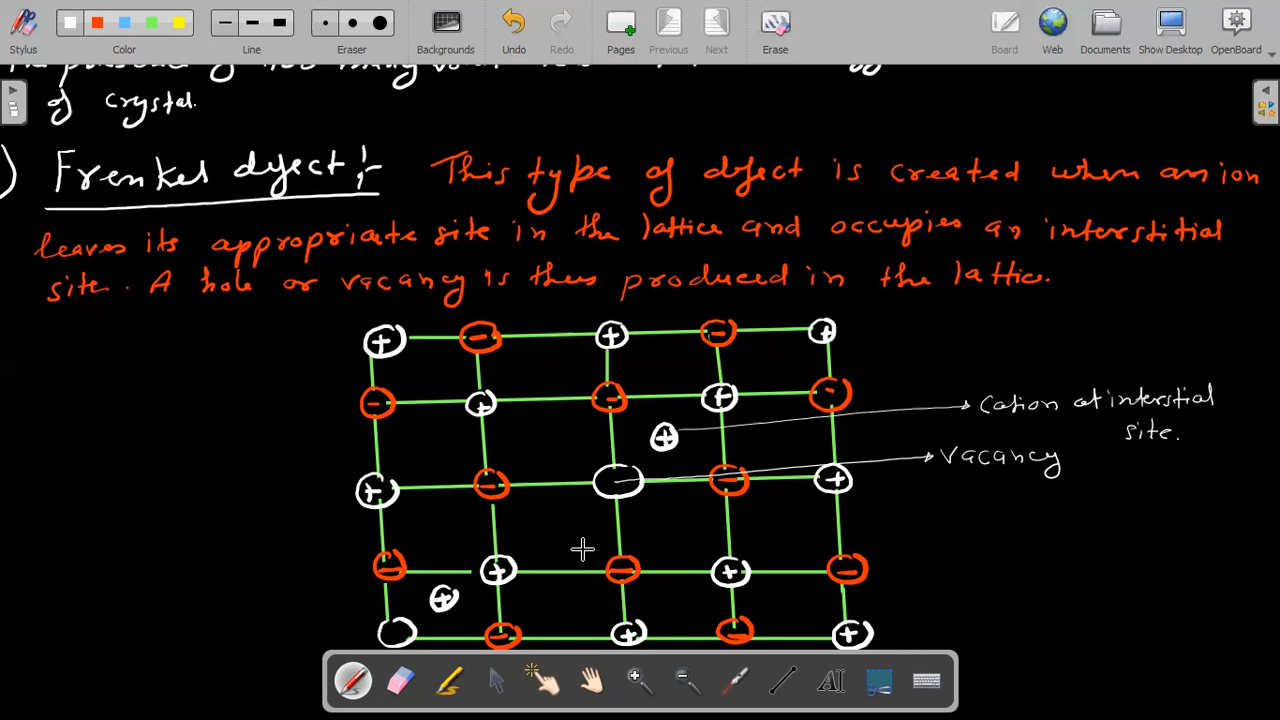 Stylus
Color
Line
Eraser
Backgrounds
Undo
Redo
Pages
Previous
Next
Erase
Board
Web
Documents
Show Desktop
OpenBoard
of crystal.
) Frenkel defect :- This type of defect is created when an ion
leaves its appropriate site in the lattice and occupies an interstitial
site. A hole or vacancy is thus produced in the lattice.
+ - + - +
- + - + -
+ → Cation at interstial
site.
→ vacancy
+ - - +
- + - + -
+
- + - +
AI